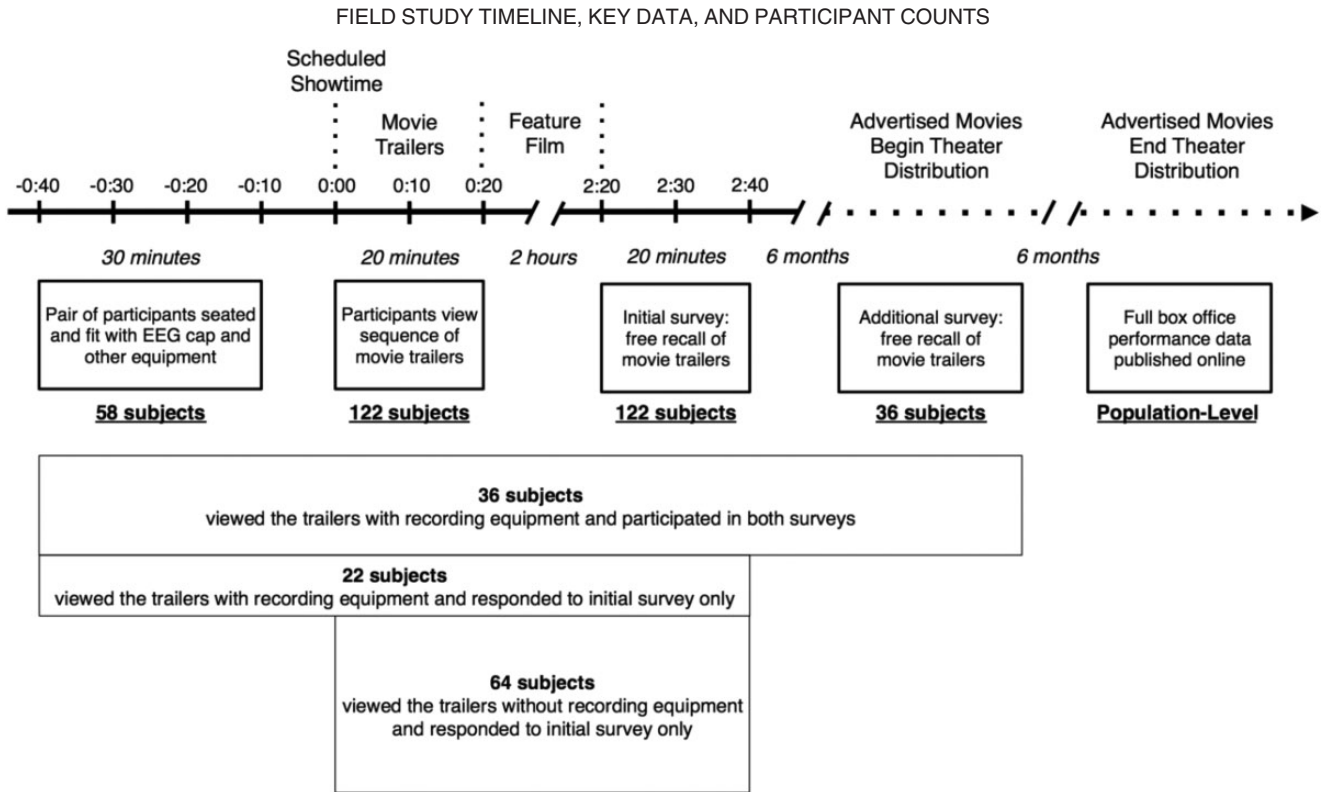 FIELD STUDY TIMELINE, KEY DATA, AND PARTICIPANT COUNTS
Scheduled
Showtime
Movie
Trailers
Feature
Film
Advertised Movies
Begin Theater
Distribution
Advertised Movies
End Theater
Distribution
-0:40 -0:30 -0:20 -0:10 0:00 0:10 0:20 2:20 2:30 2:40
30 minutes 20 minutes 2 hours 20 minutes 6 months 6 months
Pair of participants seated
and fit with EEG cap and
other equipment
58 subjects
Participants view
sequence of
movie trailers
122 subjects
Initial survey:
free recall of
movie trailers
122 subjects
Additional survey:
free recall of
movie trailers
36 subjects
Full box office
performance data
published online
Population-Level
36 subjects
viewed the trailers with recording equipment and participated in both surveys
22 subjects
viewed the trailers with recording equipment and responded to initial survey only
64 subjects
viewed the trailers without recording equipment
and responded to initial survey only